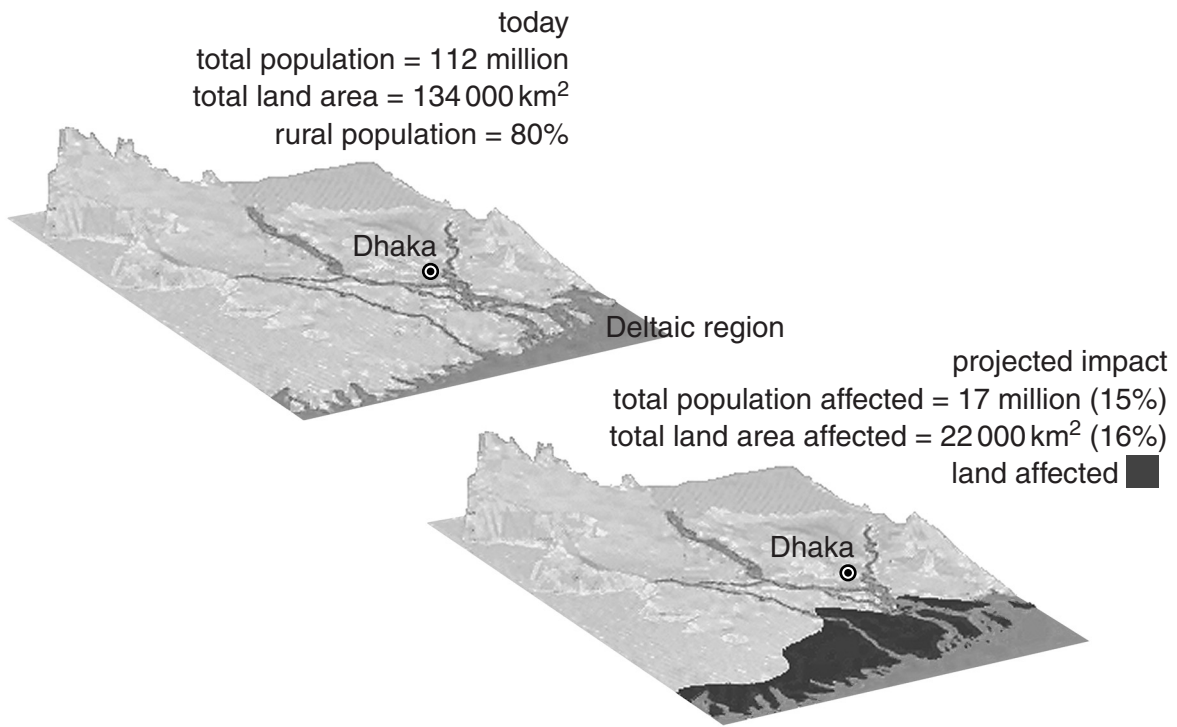 today
total population = 112 million
total land area = 134 000 km²
rural population = 80%
Dhaka
Deltaic region
projected impact
total population affected = 17 million (15%)
total land area affected = 22 000 km² (16%)
land affected
Dhaka